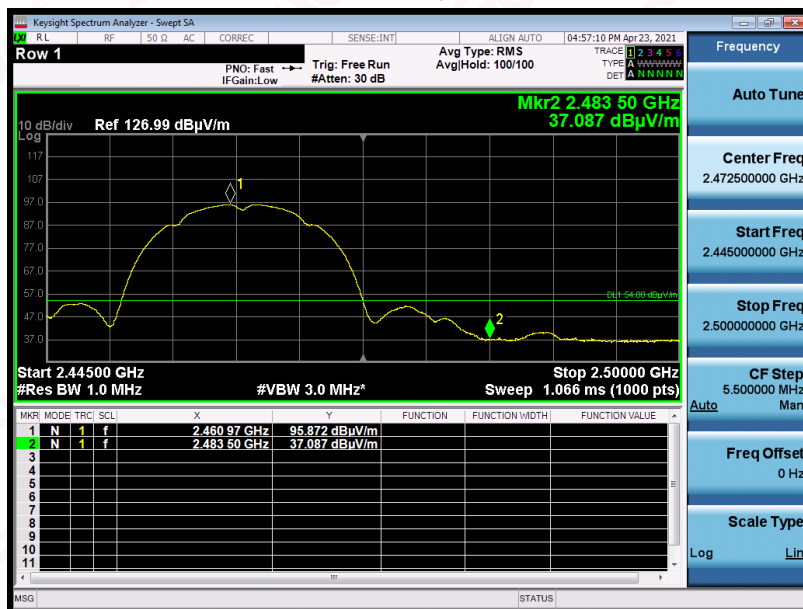 Keysight Spectrum Analyzer - Swept SA
LXI RL RF 50 Ω AC CORREC SENSE:INT ALIGN AUTO 04:57:10 PM Apr 23, 2021
Row 1
PNO: Fast
IFGain:Low
Trig: Free Run
#Atten: 30 dB
Avg Type: RMS
Avg|Hold: 100/100
TRACE 1 2 3 4 5 6
TYPE A WWWWW
DET A N N N N N
Mkr2 2.483 50 GHz
37.087 dBµV/m
10 dB/div Ref 126.99 dBµV/m
Log
117
107
97.0
87.0
77.0
67.0
57.0
47.0
37.0
1
2
DL1 54.00 dBµV/m
Start 2.44500 GHz Stop 2.50000 GHz
#Res BW 1.0 MHz #VBW 3.0 MHz* Sweep 1.066 ms (1000 pts)
MKR MODE TRC SCL X Y FUNCTION FUNCTION WIDTH FUNCTION VALUE
1 N 1 f 2.460 97 GHz 95.872 dBµV/m
2 N 1 f 2.483 50 GHz 37.087 dBµV/m
3
4
5
6
7
8
9
10
11
MSG STATUS
Frequency
Auto Tune
Center Freq
2.472500000 GHz
Start Freq
2.445000000 GHz
Stop Freq
2.500000000 GHz
CF Step
5.500000 MHz
Auto Man
Freq Offset
0 Hz
Scale Type
Log Lin